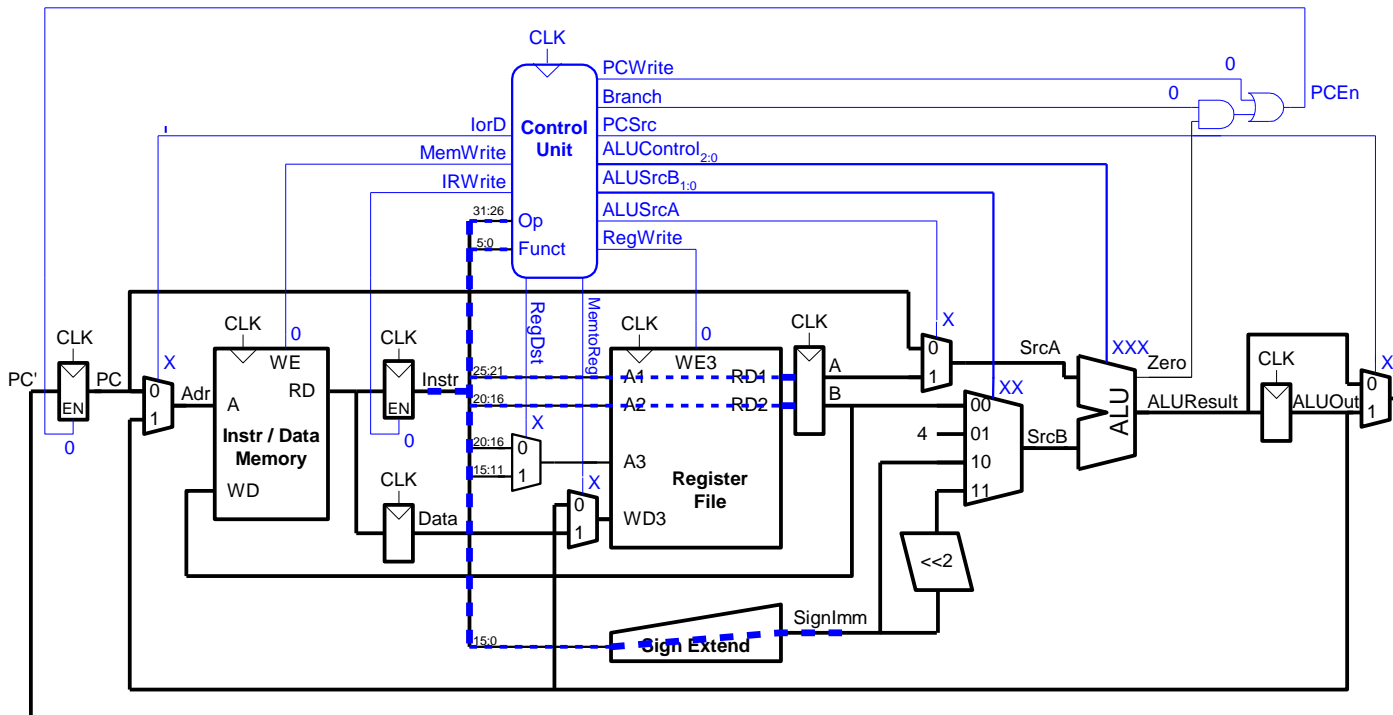 CLK
PCWrite 0
Branch 0
PCEn
IorD Control Unit PCSrc
MemWrite ALUControl2:0
IRWrite ALUSrcB1:0
31:26 Op ALUSrcA
5:0 Funct RegWrite
RegDst
MemtoReg
CLK CLK CLK CLK CLK
X 0 0 X X
PC' PC EN 0
0 1 Adr
WE
RD
A
Instr / Data Memory
WD
EN 0
Instr
25:21 A1 WE3 RD1 A
20:16 A2 RD2 B
0 1 SrcA
XX
XXX
Zero
CLK
20:16 0 X
15:11 1
A3
Register File
00
4 01
10
11
SrcB
ALU
ALUResult
ALUOut
0 1
CLK
Data
X
0 1
WD3
<<2
15:0 Sign Extend SignImm